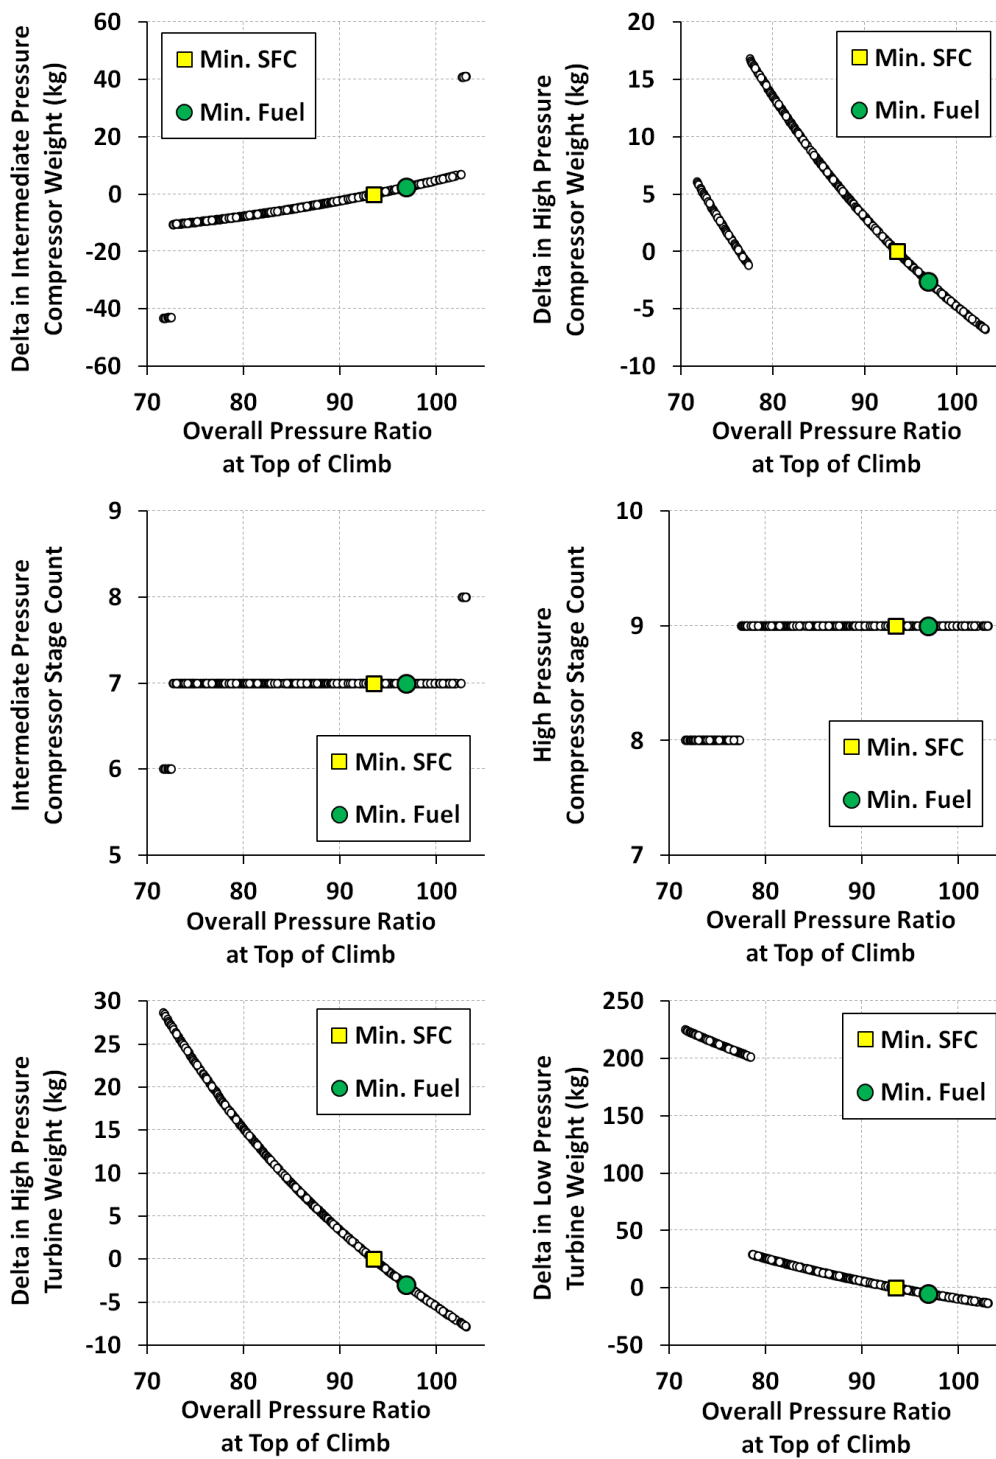 Delta in Intermediate Pressure
Compressor Weight (kg)
60
40
20
0
-20
-40
-60
Min. SFC
Min. Fuel
70 80 90 100
Overall Pressure Ratio
at Top of Climb
Delta in High Pressure
Compressor Weight (kg)
20
15
10
5
0
-5
-10
Min. SFC
Min. Fuel
70 80 90 100
Overall Pressure Ratio
at Top of Climb
Intermediate Pressure
Compressor Stage Count
9
8
7
6
5
Min. SFC
Min. Fuel
70 80 90 100
Overall Pressure Ratio
at Top of Climb
High Pressure
Compressor Stage Count
10
9
8
7
Min. SFC
Min. Fuel
70 80 90 100
Overall Pressure Ratio
at Top of Climb
Delta in High Pressure
Turbine Weight (kg)
30
25
20
15
10
5
0
-5
-10
Min. SFC
Min. Fuel
70 80 90 100
Overall Pressure Ratio
at Top of Climb
Delta in Low Pressure
Turbine Weight (kg)
250
200
150
100
50
0
-50
Min. SFC
Min. Fuel
70 80 90 100
Overall Pressure Ratio
at Top of Climb